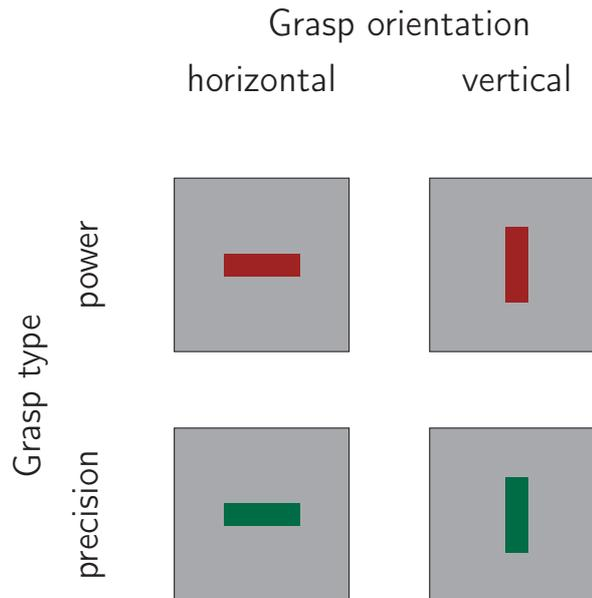 Grasp orientation
horizontal vertical
Grasp type
power
precision